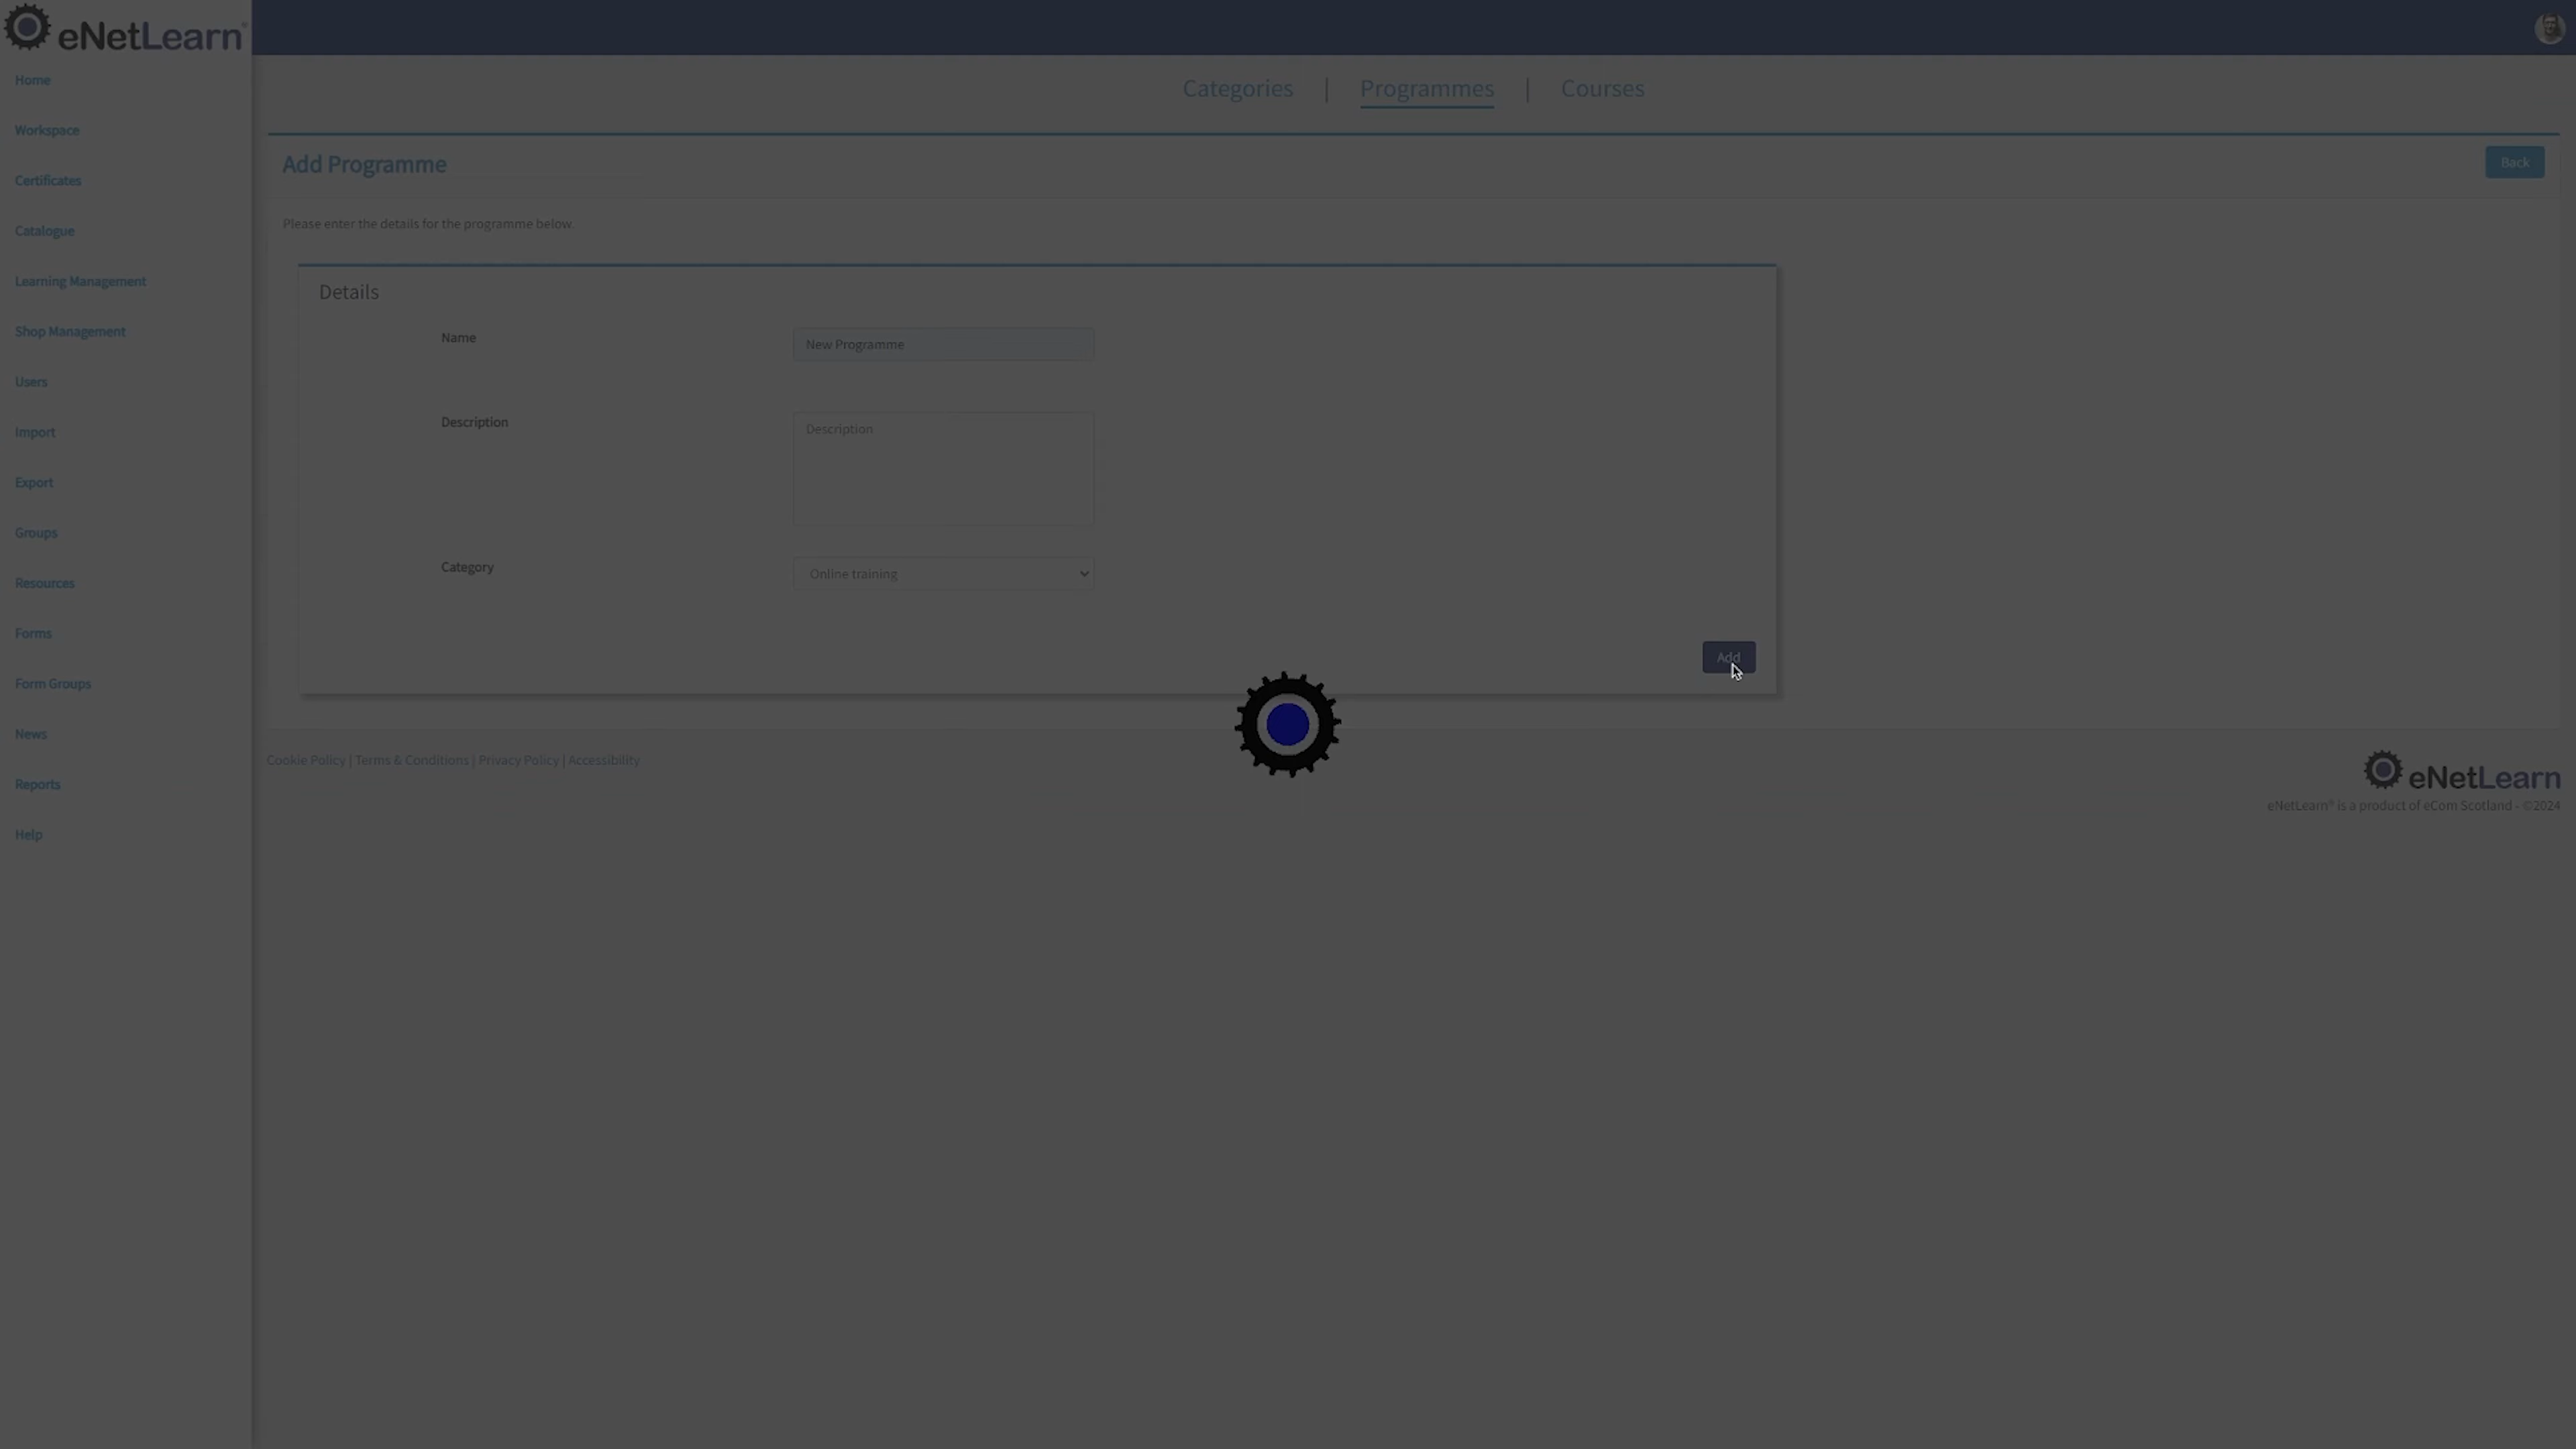 eNetLearn®
Home
Workspace
Certificates
Catalogue
Learning Management
Shop Management
Users
Import
Export
Groups
Resources
Forms
Form Groups
News
Reports
Help
Categories | Programmes | Courses
Add Programme
Back
Please enter the details for the programme below.
Details
Name
New Programme
Description
Description
Category
Online training
Add
Cookie Policy | Terms & Conditions | Privacy Policy | Accessibility
eNetLearn
eNetLearn® is a product of eCom Scotland - ©2024